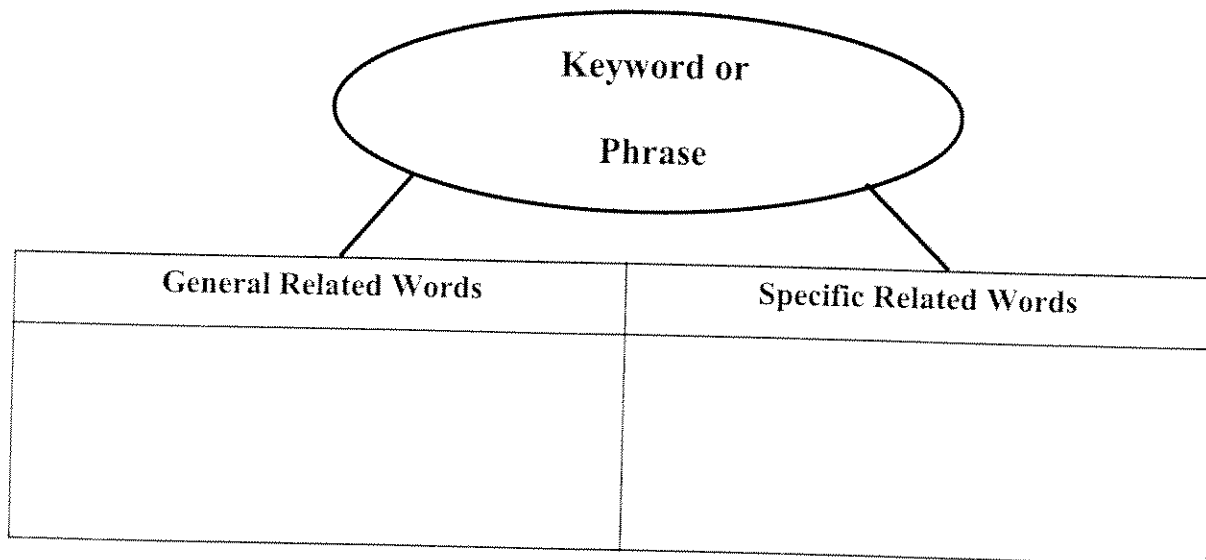 Keyword or
Phrase
General Related Words
Specific Related Words